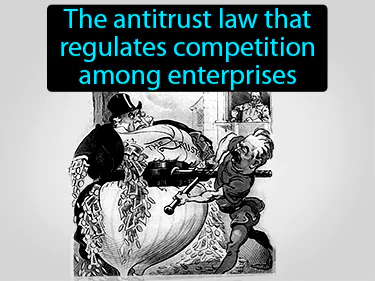 The antitrust law that
regulates competition
among enterprises